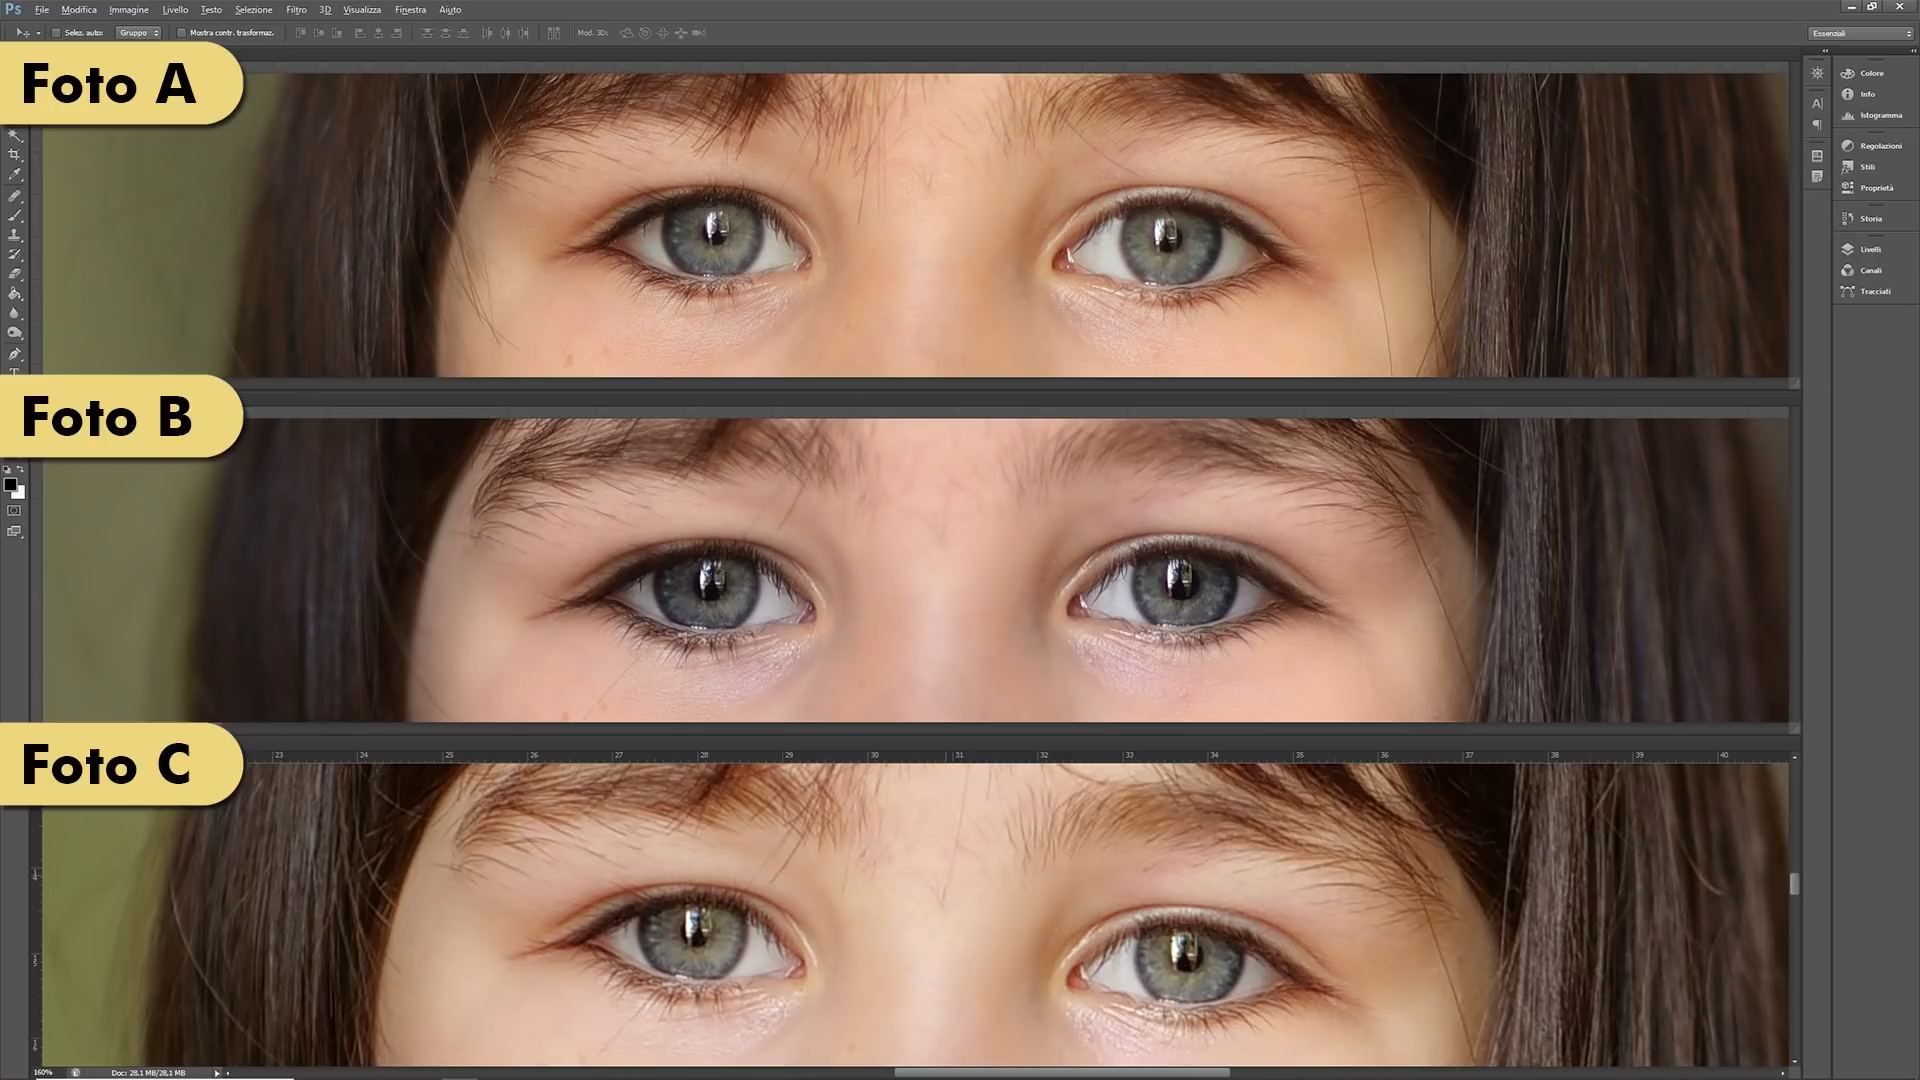 Ps File Modifica Immagine Livello Testo Selezione Filtro 3D Visualizza Finestra Aiuto
Selez. auto: Gruppo Mostra contr. trasformaz. Mod. 3D: Essenziali
Foto A
Colore
Info
Istogramma
Regolazioni
Stili
Proprietà
Storia
Livelli
Canali
Tracciati
Foto B
Foto C
23 24 25 26 27 28 29 30 31 32 33 34 35 36 37 38 39 40
160% Doc: 28,1 MB/28,1 MB